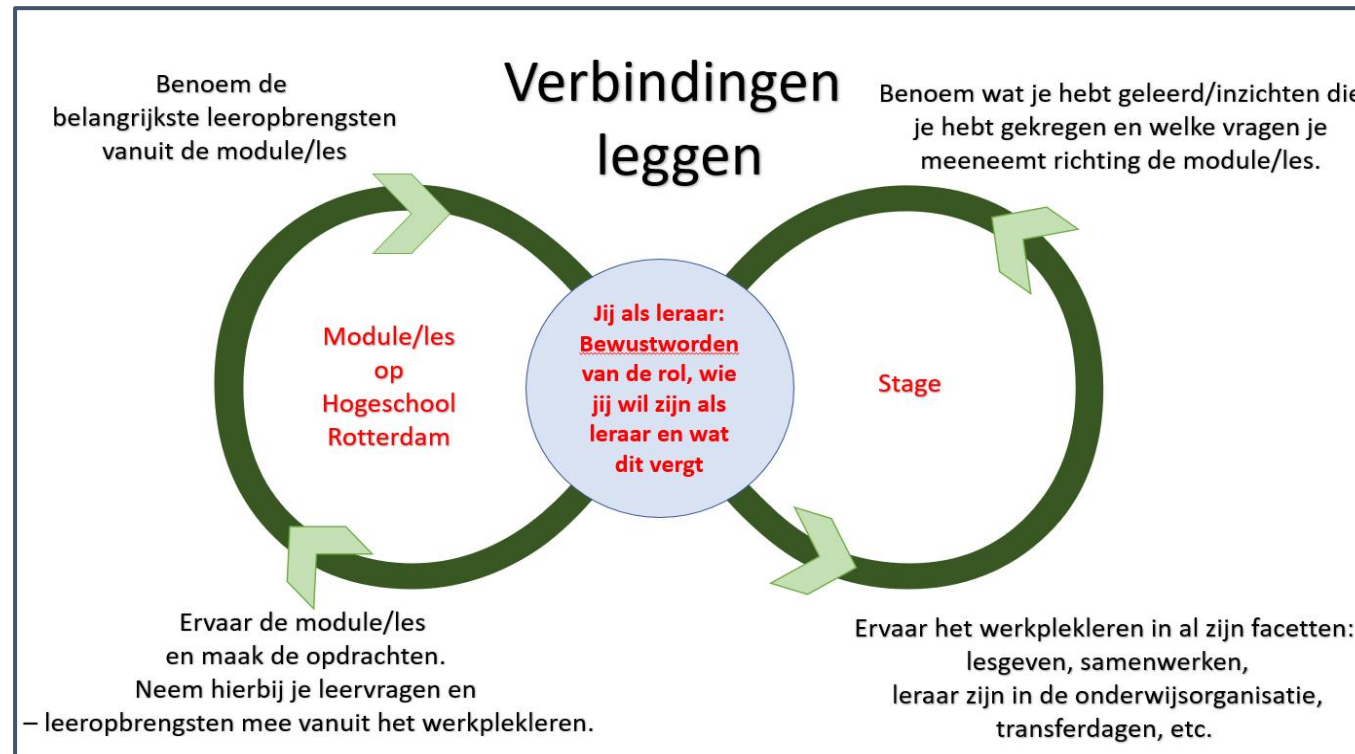 Verbindingen
leggen
Benoem de
belangrijkste leeropbrengsten
vanuit de module/les
Benoem wat je hebt geleerd/inzichten die
je hebt gekregen en welke vragen je
meeneemt richting de module/les.
Module/les
op
Hogeschool
Rotterdam
Jij als leraar:
Bewustworden
van de rol, wie
jij wil zijn als
leraar en wat
dit vergt
Stage
Ervaar de module/les
en maak de opdrachten.
Neem hierbij je leervragen en
– leeropbrengsten mee vanuit het werkplekleren.
Ervaar het werkplekleren in al zijn facetten:
lesgeven, samenwerken,
leraar zijn in de onderwijsorganisatie,
transferdagen, etc.